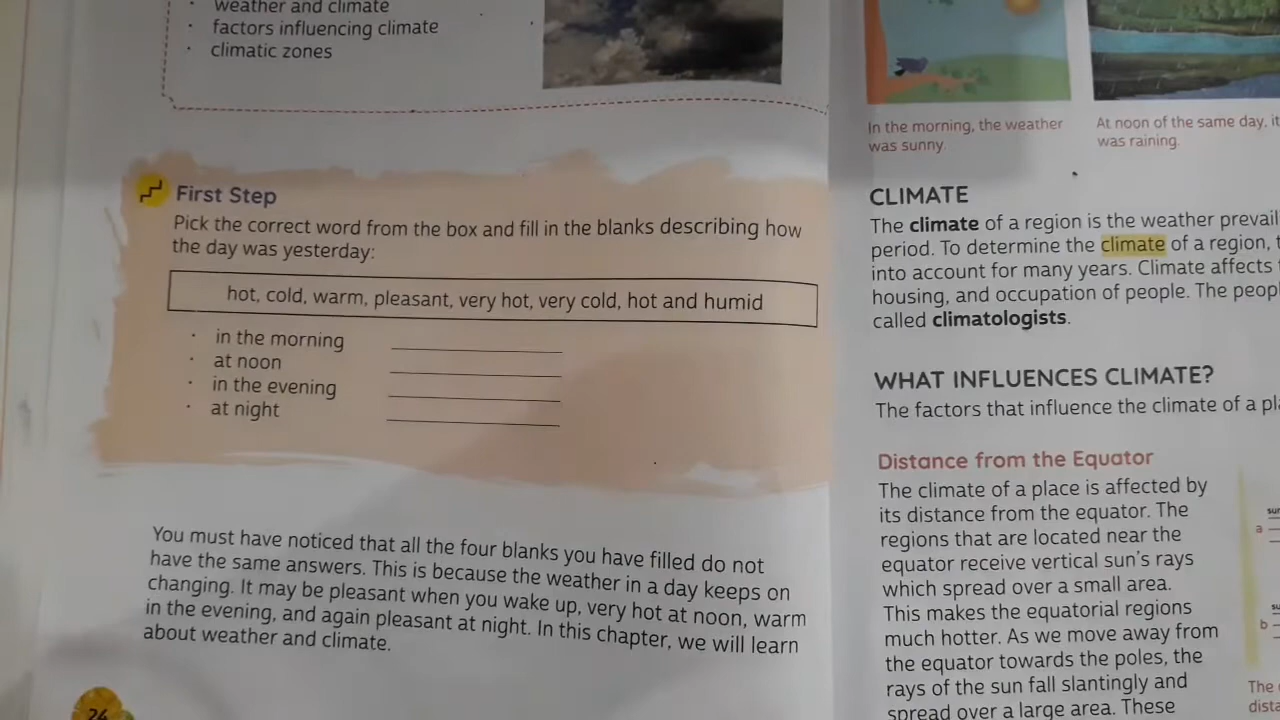 weather and climate
factors influencing climate
climatic zones
First Step
Pick the correct word from the box and fill in the blanks describing how
the day was yesterday:
hot, cold, warm, pleasant, very hot, very cold, hot and humid
in the morning
at noon
in the evening
at night
You must have noticed that all the four blanks you have filled do not
have the same answers. This is because the weather in a day keeps on
changing. It may be pleasant when you wake up, very hot at noon, warm
in the evening, and again pleasant at night. In this chapter, we will learn
about weather and climate.
24
In the morning, the weather
was sunny.
At noon of the same day, it
was raining.
CLIMATE
The climate of a region is the weather
period. To determine the climate of a region,
into account for many years. Climate affects
housing, and occupation of people. The
called climatologists.
WHAT INFLUENCES CLIMATE?
The factors that influence the climate of a
Distance from the Equator
The climate of a place is affected by
its distance from the equator. The
regions that are located near the
equator receive vertical sun's rays
which spread over a small area.
This makes the equatorial regions
much hotter. As we move away from
the equator towards the poles, the
rays of the sun fall slantingly and
spread over a large area. These
a
b
The